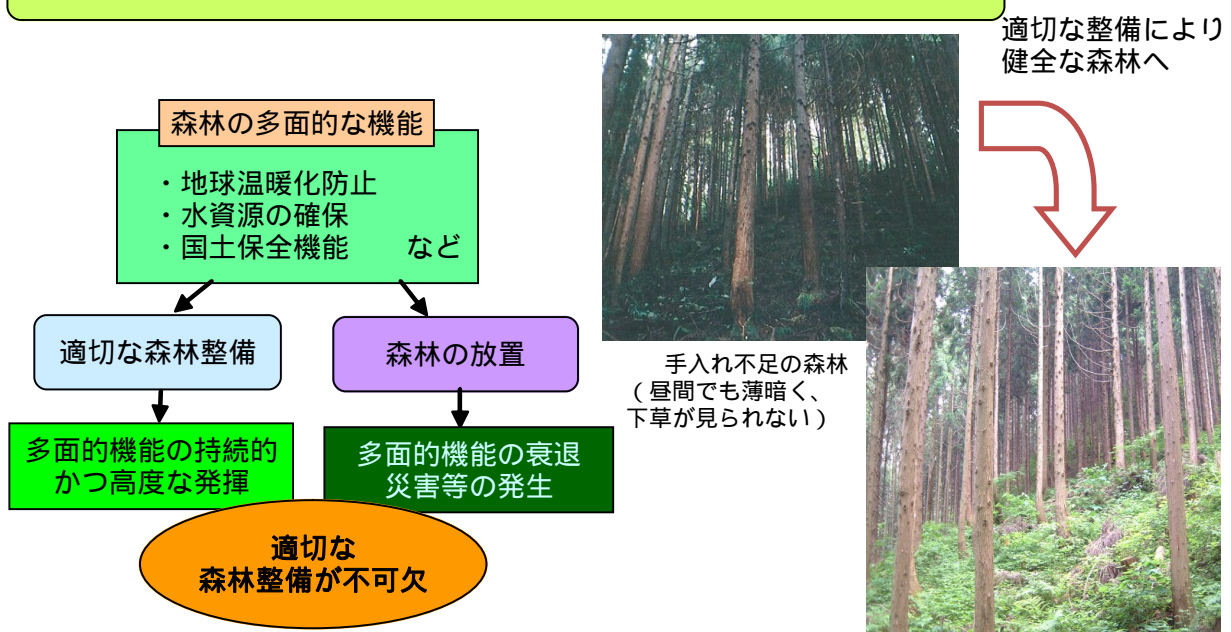 適切な整備により
健全な森林へ
森林の多面的な機能
・地球温暖化防止
・水資源の確保
・国土保全機能　　など
適切な森林整備
森林の放置
手入れ不足の森林
（昼間でも薄暗く、
下草が見られない）
多面的機能の持続的
かつ高度な発揮
多面的機能の衰退
災害等の発生
適切な
森林整備が不可欠